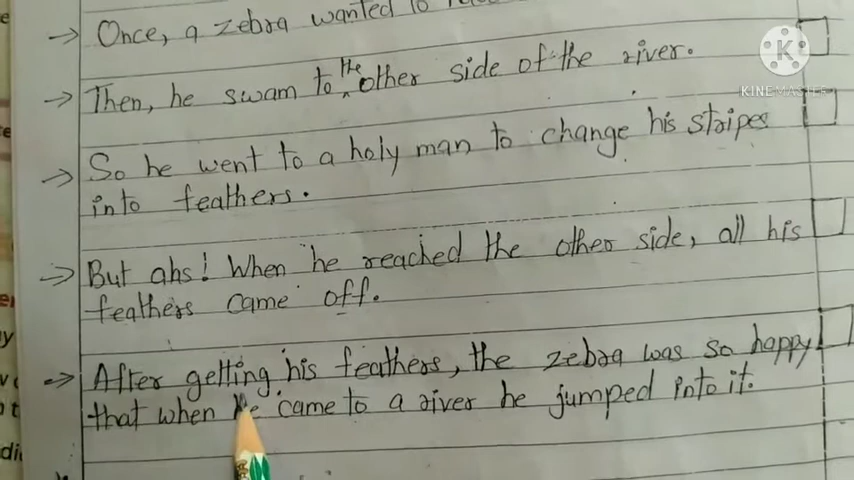 → Once, a zebra wanted to
→ Then, he swam to the other side of the river.
→ So he went to a holy man to change his stripes
into feathers.
→ But ahs! When he reached the other side, all his
feathers came off.
→ After getting his feathers, the zebra was so happy
that when he came to a river he jumped into it.
K
KINEMASTER